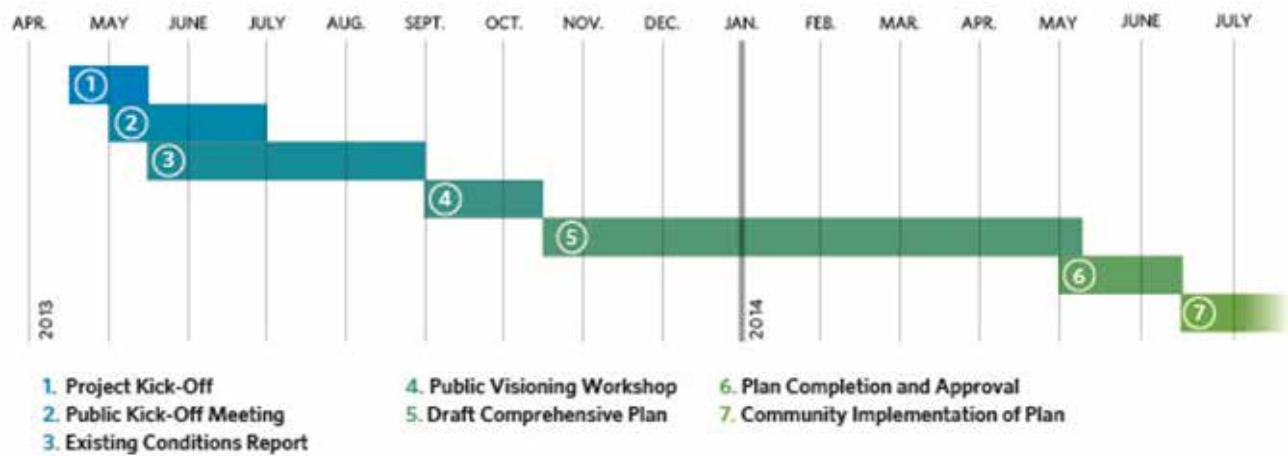 APR. MAY JUNE JULY AUG. SEPT. OCT. NOV. DEC. JAN. FEB. MAR. APR. MAY JUNE JULY
1
2
3
4
5
6
7
2013
2014
1. Project Kick-Off
2. Public Kick-Off Meeting
3. Existing Conditions Report
4. Public Visioning Workshop
5. Draft Comprehensive Plan
6. Plan Completion and Approval
7. Community Implementation of Plan